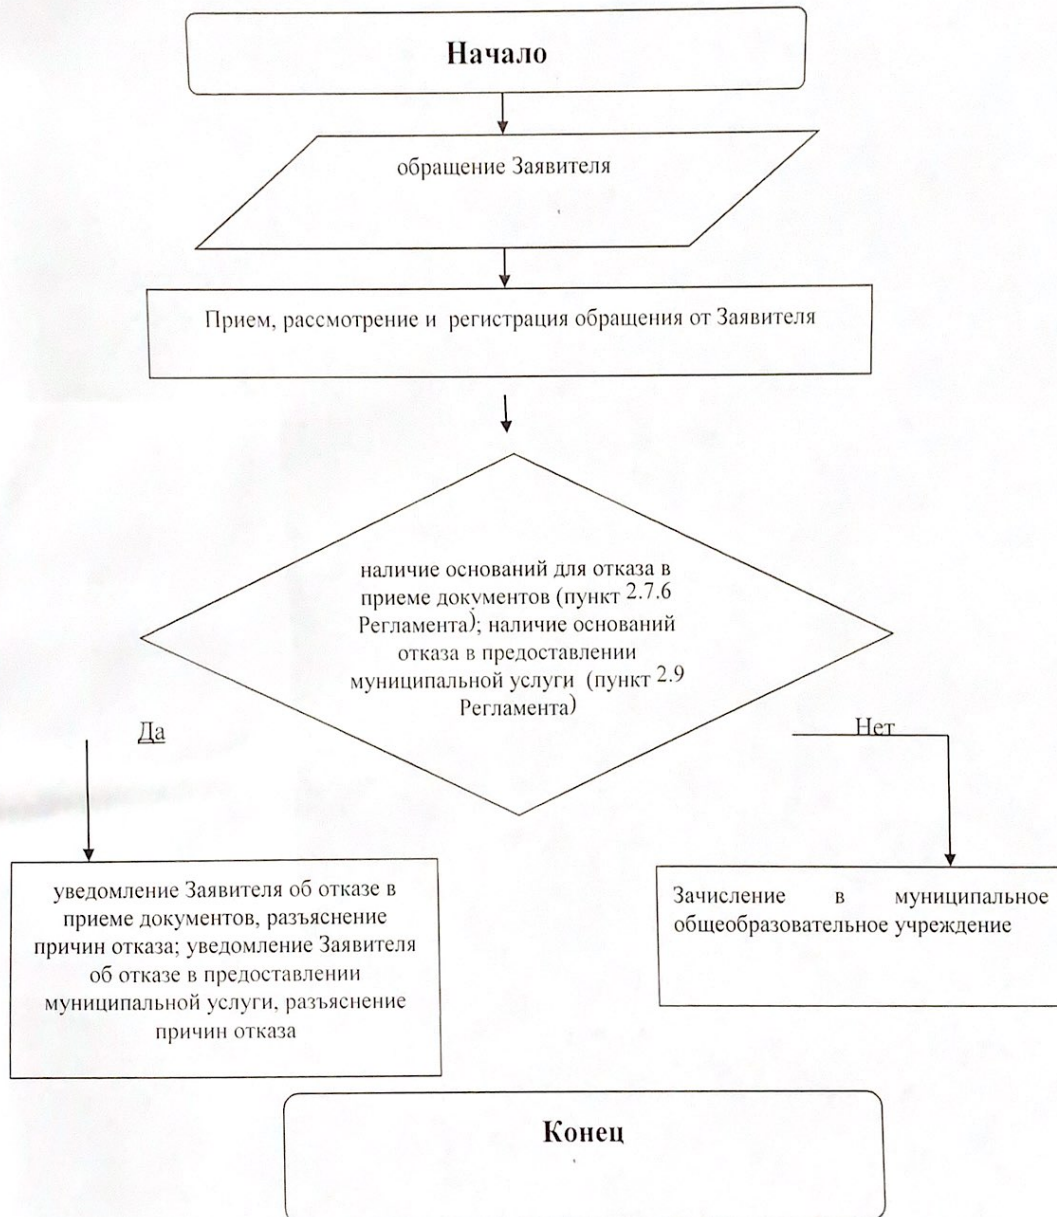 Начало
обращение Заявителя
Прием, рассмотрение и регистрация обращения от Заявителя
наличие оснований для отказа в
приеме документов (пункт 2.7.6
Регламента); наличие оснований
отказа в предоставлении
муниципальной услуги (пункт 2.9
Регламента)
Да
Нет
уведомление Заявителя об отказе в
приеме документов, разъяснение
причин отказа; уведомление Заявителя
об отказе в предоставлении
муниципальной услуги, разъяснение
причин отказа
Зачисление в муниципальное
общеобразовательное учреждение
Конец